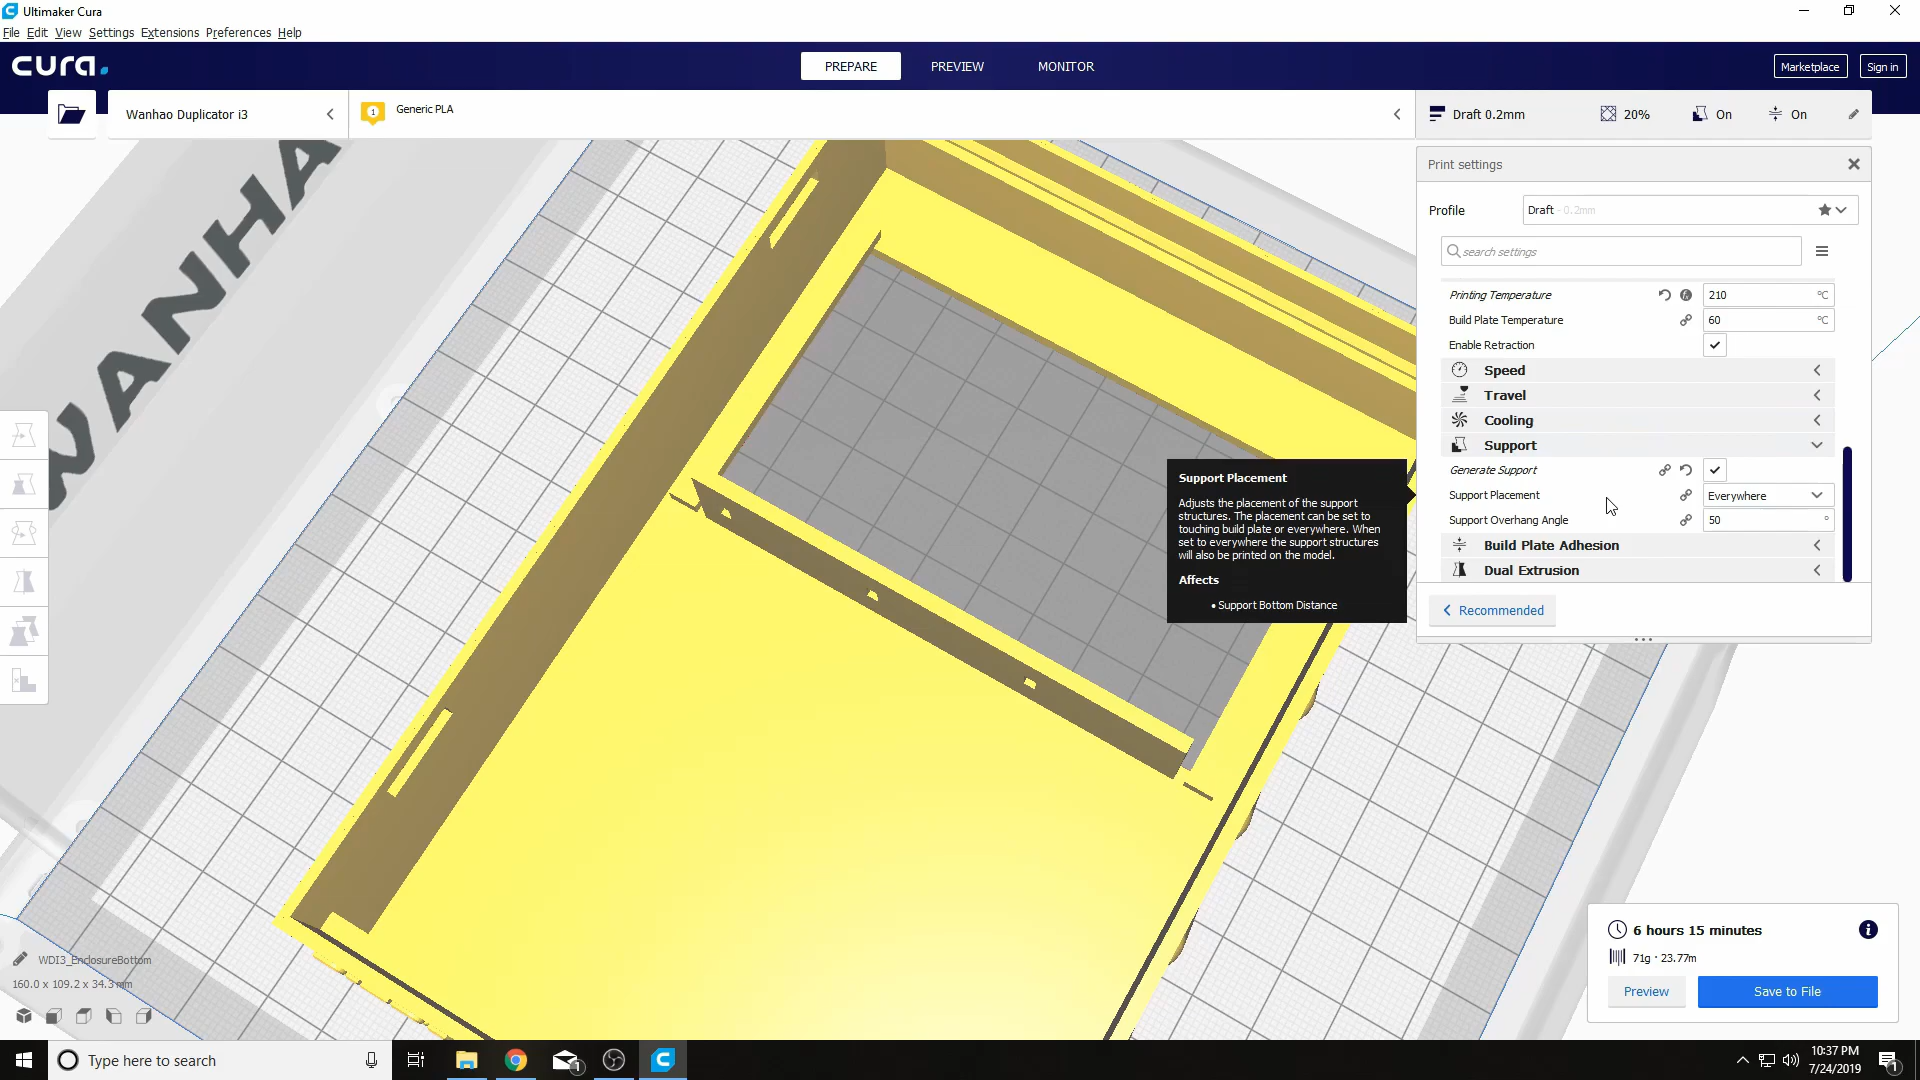 Ultimaker Cura
File Edit View Settings Extensions Preferences Help
cura.
PREPARE PREVIEW MONITOR
Marketplace Sign in
Wanhao Duplicator i3
1 Generic PLA
Draft 0.2mm 20% On On
Print settings
Profile Draft - 0.2mm
search settings
Printing Temperature 210 °C
Build Plate Temperature 60 °C
Enable Retraction
Speed
Travel
Cooling
Support
Generate Support
Support Placement Everywhere
Support Overhang Angle 50 °
Build Plate Adhesion
Dual Extrusion
Recommended
Support Placement
Adjusts the placement of the support
structures. The placement can be set to
touching build plate or everywhere. When
set to everywhere the support structures
will also be printed on the model.
Affects
• Support Bottom Distance
WANHA
WANHA
WDI3_EnclosureBottom
160.0 x 109.2 x 34.3 mm
6 hours 15 minutes
71g · 23.77m
Preview Save to File
Type here to search
1
10:37 PM
7/24/2019
1